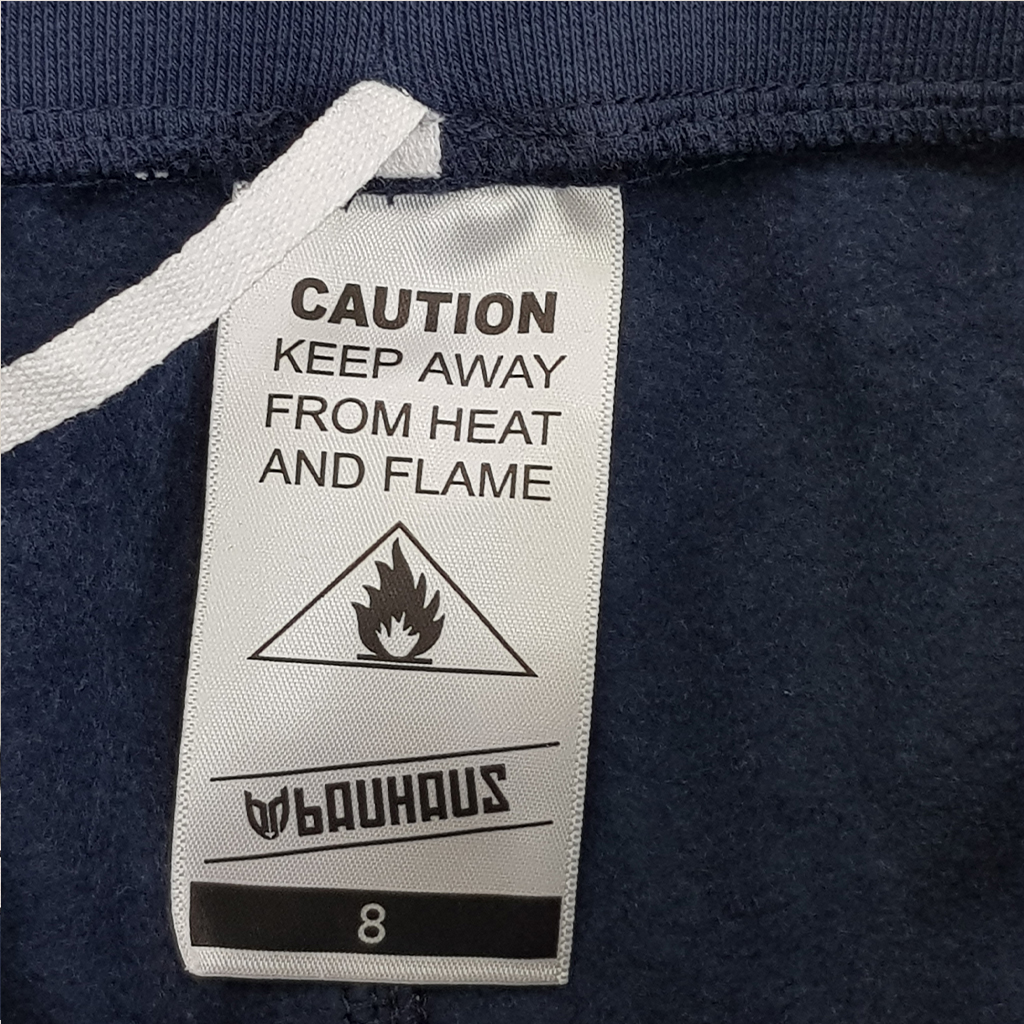 CAUTION
KEEP AWAY
FROM HEAT
AND FLAME
bAUHAUS
8